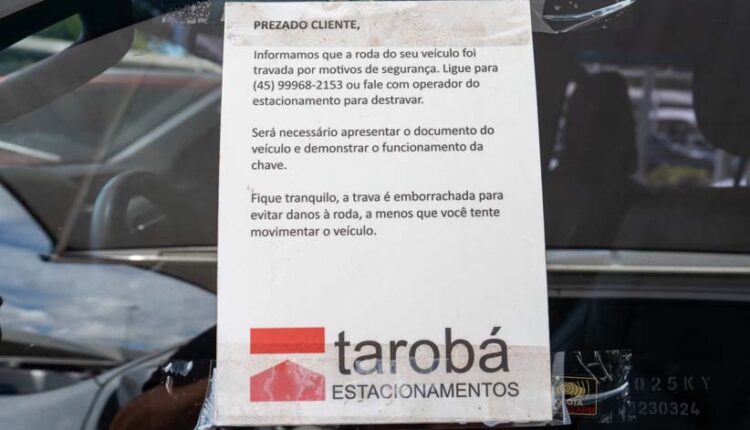 PREZADO CLIENTE,
Informamos que a roda do seu veículo foi
travada por motivos de segurança. Ligue para
(45) 99968-2153 ou fale com operador do
estacionamento para destravar.
Será necessário apresentar o documento do
veículo e demonstrar o funcionamento da
chave.
Fique tranquilo, a trava é emborrachada para
evitar danos à roda, a menos que você tente
movimentar o veículo.
tarobá
ESTACIONAMENTOS
025KY
230324